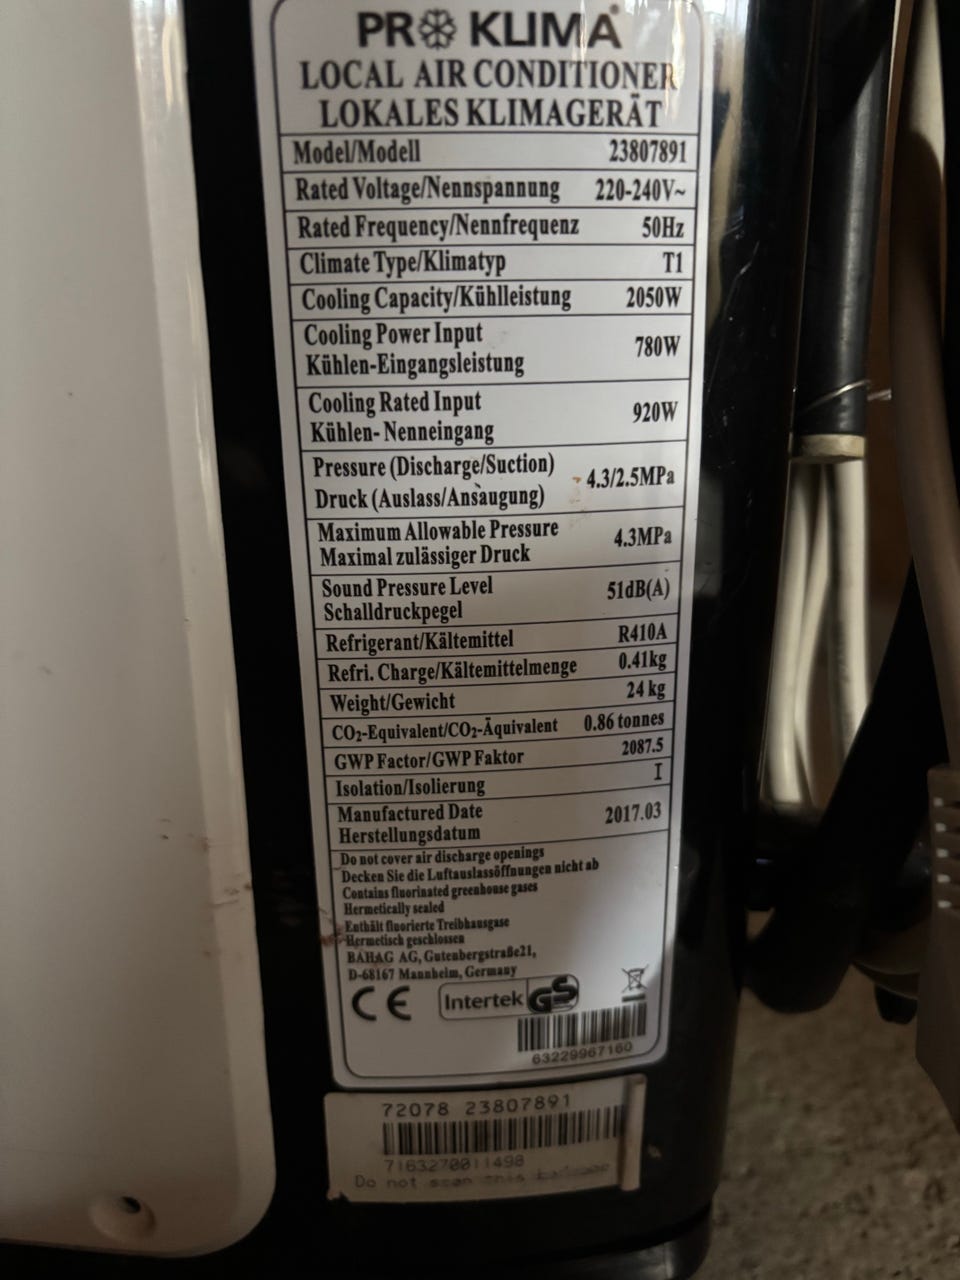 PRO KLIMA®
LOCAL AIR CONDITIONER
LOKALES KLIMAGERÄT
Model/Modell 23807891
Rated Voltage/Nennspannung 220-240V~
Rated Frequency/Nennfrequenz 50Hz
Climate Type/Klimatyp T1
Cooling Capacity/Kühlleistung 2050W
Cooling Power Input
Kühlen-Eingangsleistung 780W
Cooling Rated Input
Kühlen- Nenneingang 920W
Pressure (Discharge/Suction)
Druck (Auslass/Ansaugung) 4.3/2.5MPa
Maximum Allowable Pressure
Maximal zulässiger Druck 4.3MPa
Sound Pressure Level
Schalldruckpegel 51dB(A)
Refrigerant/Kältemittel R410A
Refri. Charge/Kältemittelmenge 0.41kg
Weight/Gewicht 24 kg
CO₂-Equivalent/CO₂-Äquivalent 0.86 tonnes
GWP Factor/GWP Faktor 2087.5
Isolation/Isolierung I
Manufactured Date
Herstellungsdatum 2017.03
Do not cover air discharge openings
Decken Sie die Luftauslassöffnungen nicht ab
Contains fluorinated greenhouse gases
Hermetically sealed
Enthält fluorierte Treibhausgase
Hermetisch geschlossen
BAHAG AG, Gutenbergstraße21,
D-68167 Mannheim, Germany
CE Intertek GS
63229967160
72078 23807891
7163270011498
Do not scan this